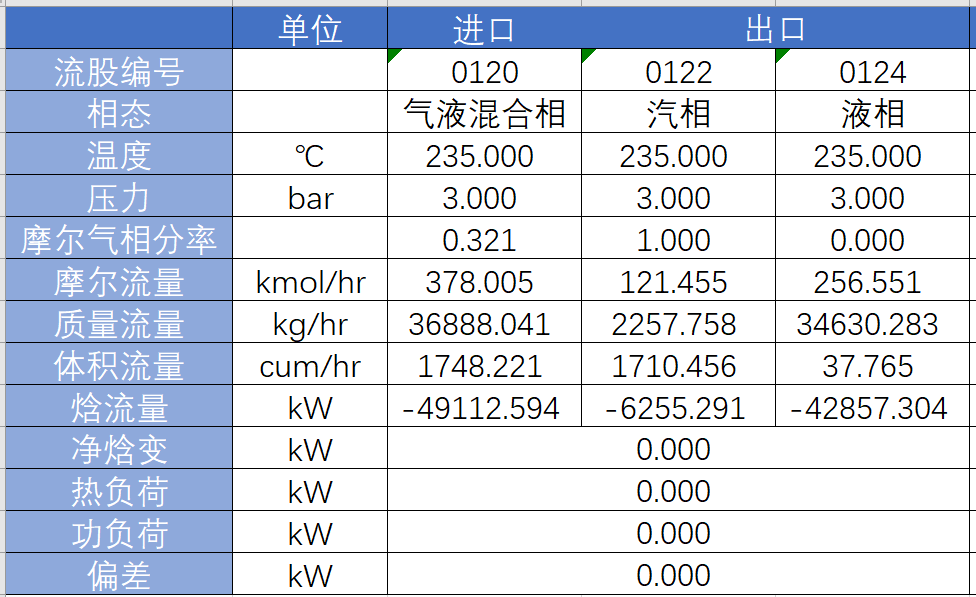 单位 进口 出口
流股编号 0120 0122 0124
相态 气液混合相 汽相 液相
温度 ℃ 235.000 235.000 235.000
压力 bar 3.000 3.000 3.000
摩尔气相分率 0.321 1.000 0.000
摩尔流量 kmol/hr 378.005 121.455 256.551
质量流量 kg/hr 36888.041 2257.758 34630.283
体积流量 cum/hr 1748.221 1710.456 37.765
焓流量 kW -49112.594 -6255.291 -42857.304
净焓变 kW 0.000
热负荷 kW 0.000
功负荷 kW 0.000
偏差 kW 0.000